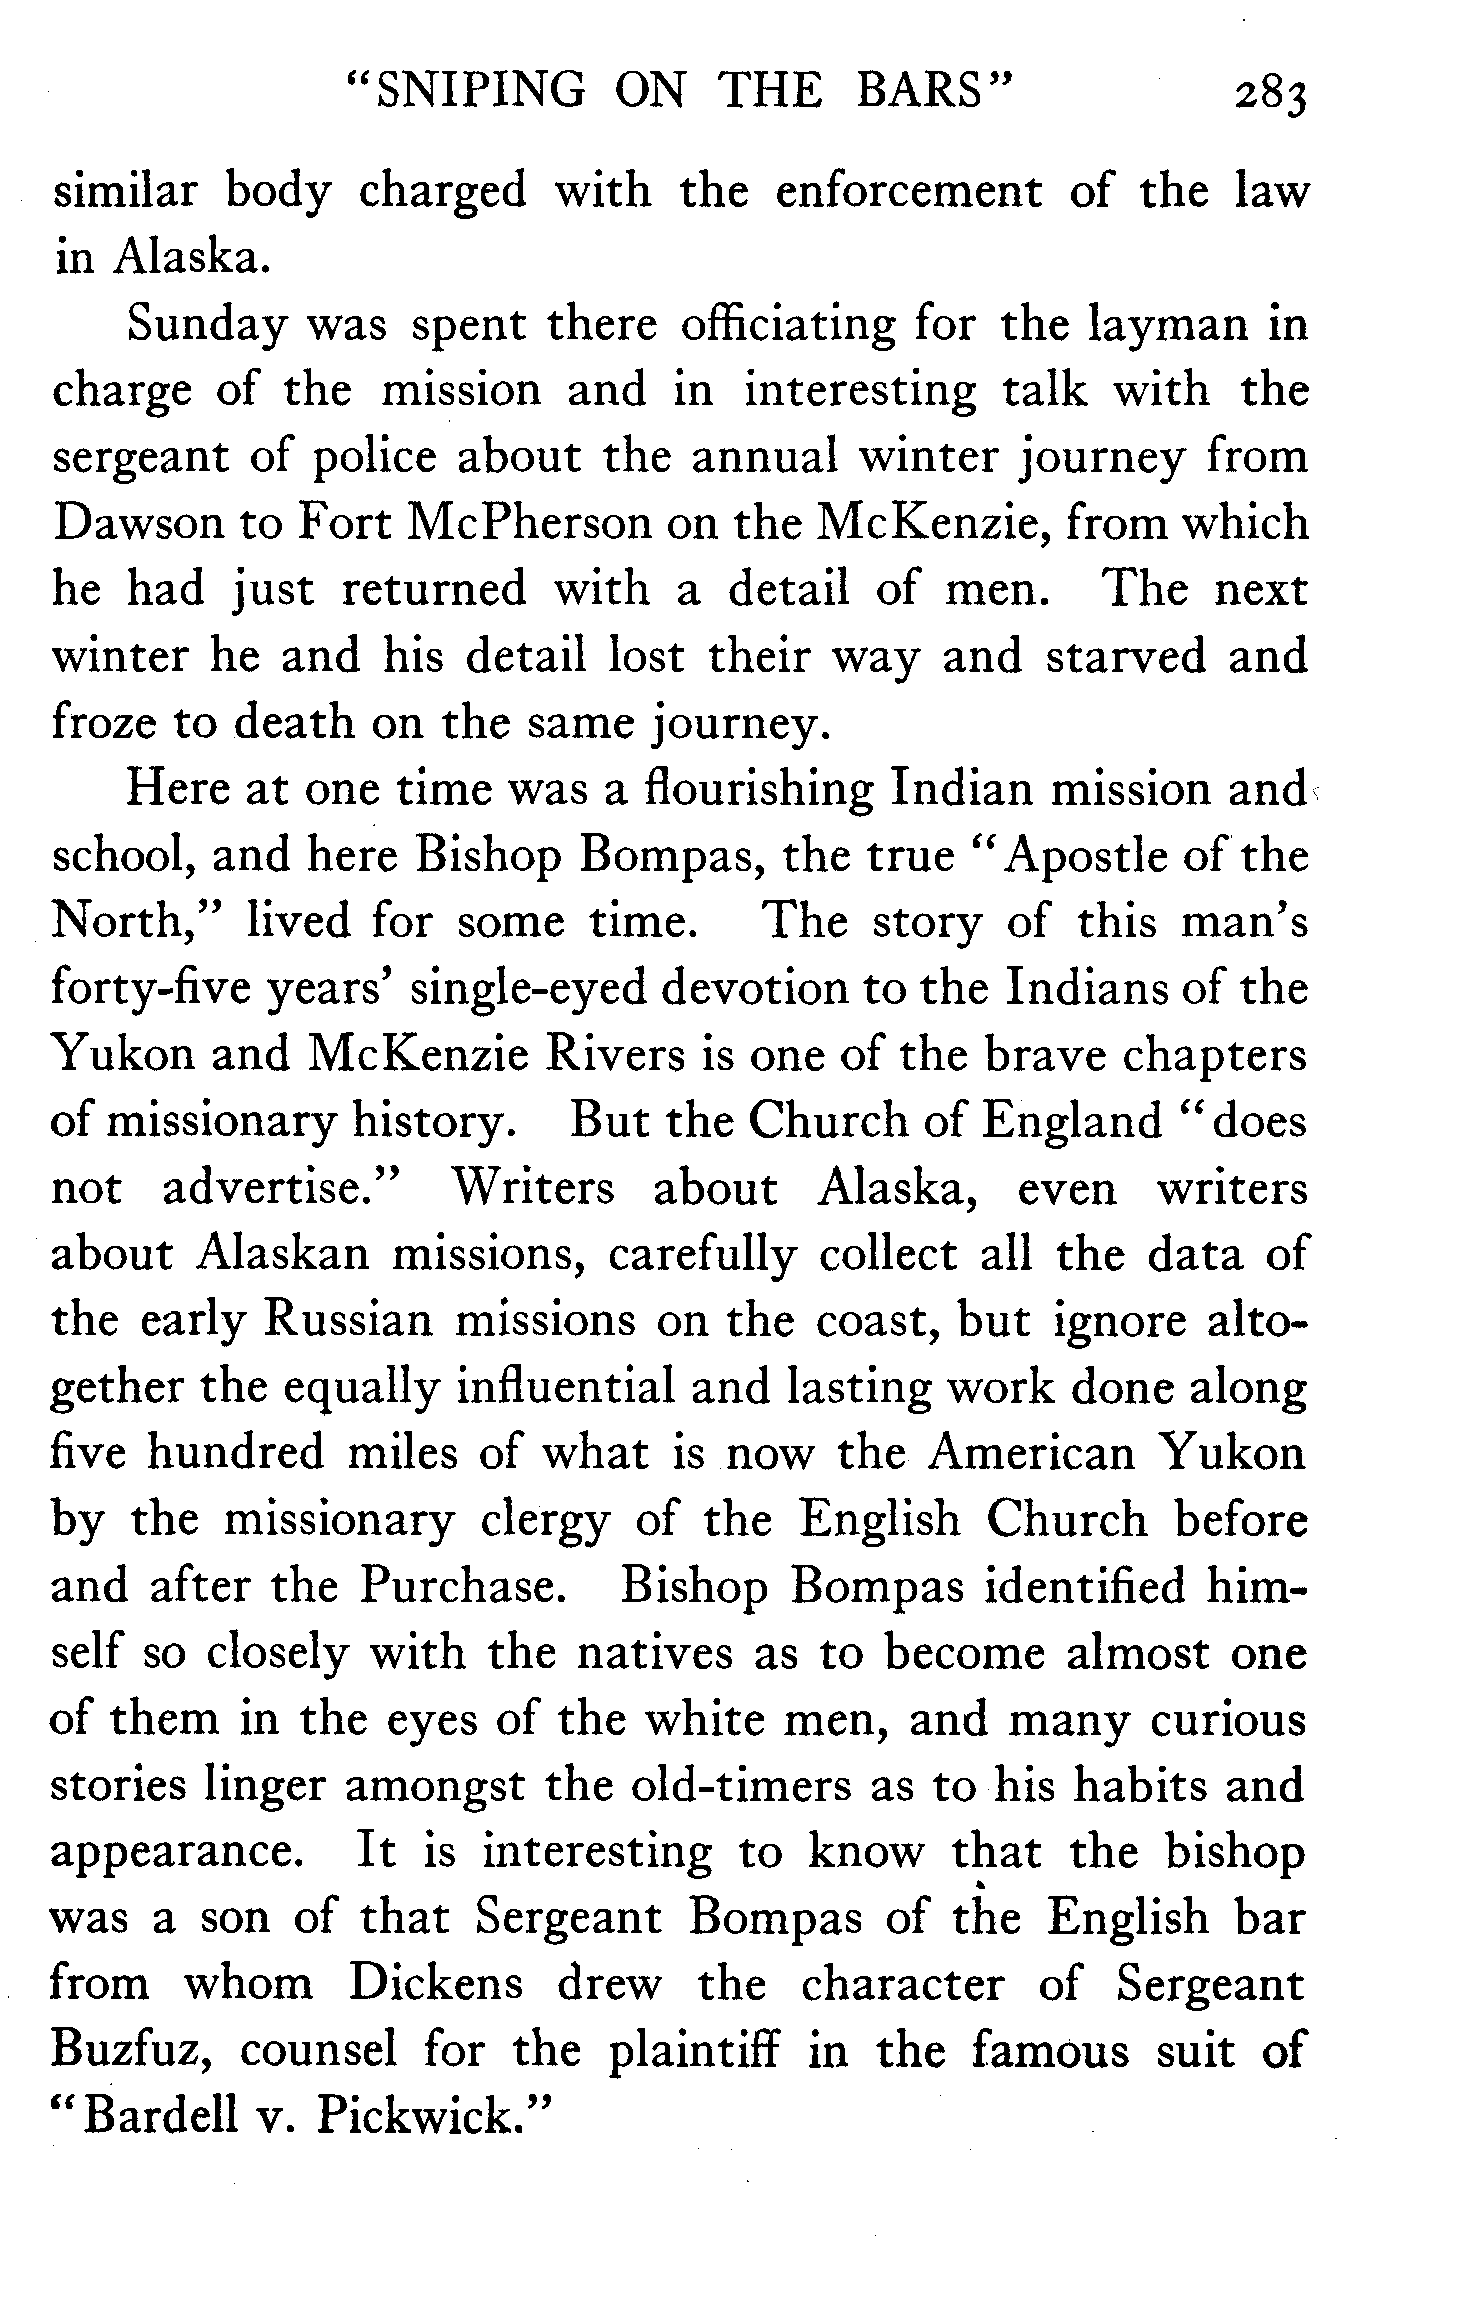 "SNIPING ON THE BARS" 283
similar body charged with the enforcement of the law
in Alaska.
Sunday was spent there officiating for the layman in
charge of the mission and in interesting talk with the
sergeant of police about the annual winter journey from
Dawson to Fort McPherson on the McKenzie, from which
he had just returned with a detail of men. The next
winter he and his detail lost their way and starved and
froze to death on the same journey.
Here at one time was a flourishing Indian mission and
school, and here Bishop Bompas, the true "Apostle of the
North," lived for some time. The story of this man's
forty-five years' single-eyed devotion to the Indians of the
Yukon and McKenzie Rivers is one of the brave chapters
of missionary history. But the Church of England "does
not advertise." Writers about Alaska, even writers
about Alaskan missions, carefully collect all the data of
the early Russian missions on the coast, but ignore alto-
gether the equally influential and lasting work done along
five hundred miles of what is now the American Yukon
by the missionary clergy of the English Church before
and after the Purchase. Bishop Bompas identified him-
self so closely with the natives as to become almost one
of them in the eyes of the white men, and many curious
stories linger amongst the old-timers as to his habits and
appearance. It is interesting to know that the bishop
was a son of that Sergeant Bompas of the English bar
from whom Dickens drew the character of Sergeant
Buzfuz, counsel for the plaintiff in the famous suit of
"Bardell v. Pickwick."